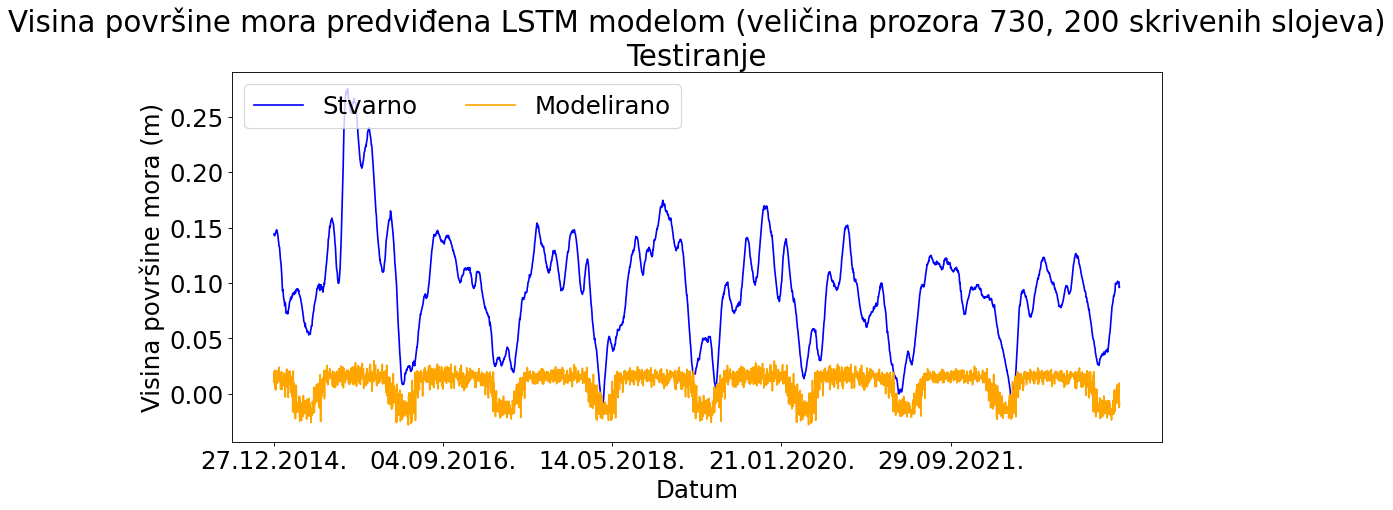 Visina površine mora predviđena LSTM modelom (veličina prozora 730, 200 skrivenih slojeva)
Testiranje
Stvarno Modelirano
Visina površine mora (m)
0.25
0.20
0.15
0.10
0.05
0.00
27.12.2014. 04.09.2016. 14.05.2018. 21.01.2020. 29.09.2021.
Datum